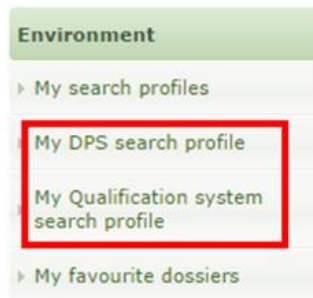 Environment
My search profiles
My DPS search profile
My Qualification system
search profile
My favourite dossiers